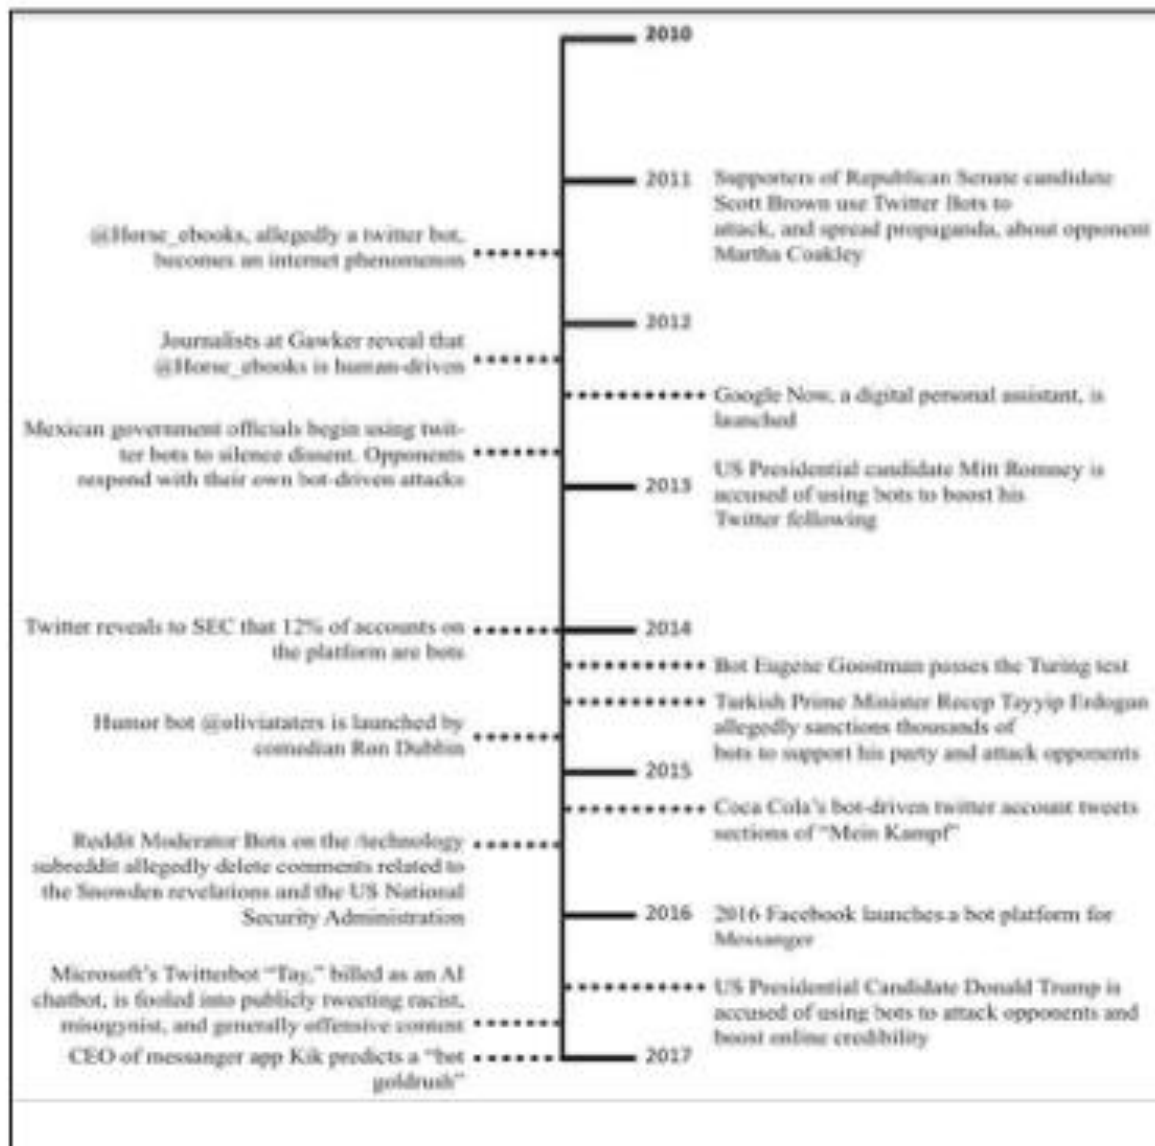 2010
2011
Supporters of Republican Senate candidate
Scott Brown use Twitter Bots to
attack, and spread propaganda, about opponent
Martha Coakley
@Horse_ebooks, allegedly a twitter bot,
becomes an internet phenomenon
2012
Journalists at Gawker reveal that
@Horse_ebooks is human-driven
Google Now, a digital personal assistant, is
launched
Mexican government officials begin using twit-
ter bots to silence dissent. Opponents
respond with their own bot-driven attacks
2013
US Presidential candidate Mitt Romney is
accused of using bots to boost his
Twitter following
2014
Twitter reveals to SEC that 12% of accounts on
the platform are bots
Bot Eugene Goostman passes the Turing test
Turkish Prime Minister Recep Tayyip Erdogan
allegedly sanctions thousands of
bots to support his party and attack opponents
Humor bot @oliviataters is launched by
comedian Ron Dubbin
2015
Coca Cola's bot-driven twitter account tweets
sections of "Mein Kampf"
Reddit Moderator Bots on the /technology
subreddit allegedly delete comments related to
the Snowden revelations and the US National
Security Administration
2016
2016 Facebook launches a bot platform for
Messanger
Microsoft's Twitterbot "Tay," billed as an AI
chatbot, is fooled into publicly tweeting racist,
misogynist, and generally offensive content
US Presidential Candidate Donald Trump is
accused of using bots to attack opponents and
boost online credibility
CEO of messanger app Kik predicts a "bot
goldrush"
2017